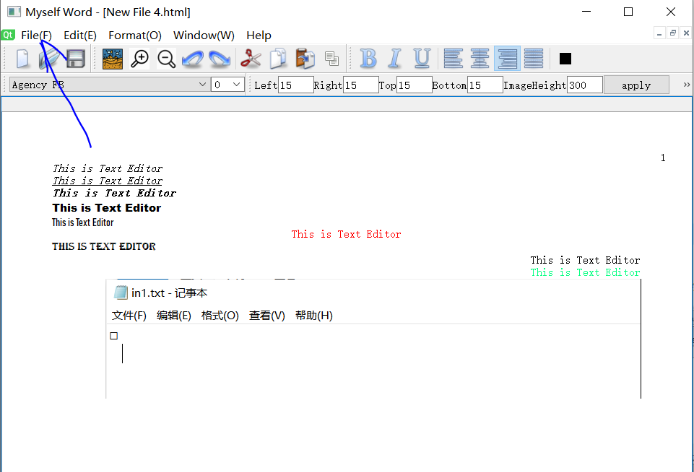 Myself Word - [New File 4.html]
Qt File(F) Edit(E) Format(O) Window(W) Help
B I U
Agency FB 0 Left 15 Right 15 Top 15 Bottom 15 ImageHeight 300 apply »
1
This is Text Editor
This is Text Editor
This is Text Editor
This is Text Editor
This is Text Editor
This is Text Editor
THIS IS TEXT EDITOR
This is Text Editor
This is Text Editor
in1.txt - 记事本
文件(F) 编辑(E) 格式(O) 查看(V) 帮助(H)